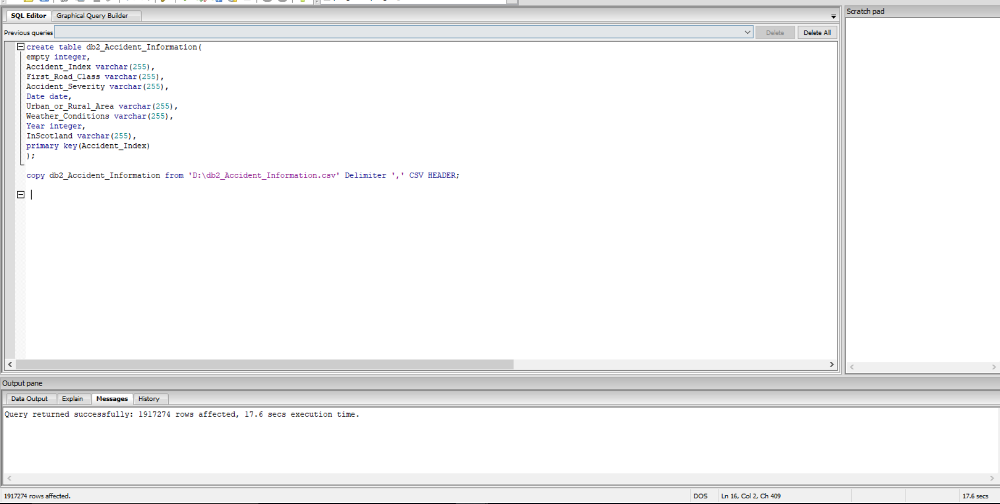 SQL Editor Graphical Query Builder
Scratch pad
Previous queries Delete Delete All
create table db2_Accident_Information(
empty integer,
Accident_Index varchar(255),
First_Road_Class varchar(255),
Accident_Severity varchar(255),
Date date,
Urban_or_Rural_Area varchar(255),
Weather_Conditions varchar(255),
Year integer,
InScotland varchar(255),
primary key(Accident_Index)
);
copy db2_Accident_Information from 'D:\db2_Accident_Information.csv' Delimiter ',' CSV HEADER;
Output pane
Data Output Explain Messages History
Query returned successfully: 1917274 rows affected, 17.6 secs execution time.
1917274 rows affected. DOS Ln 16, Col 2, Ch 409 17.6 secs